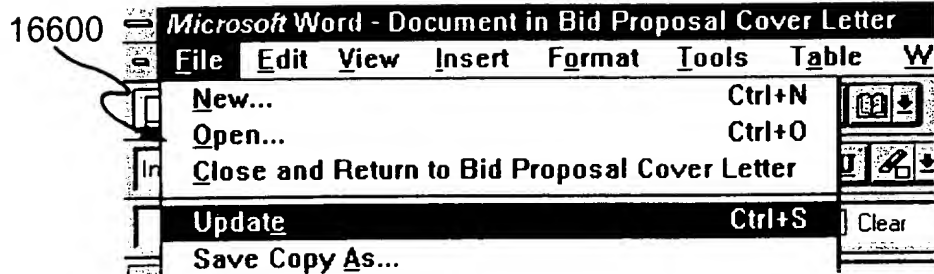 16600
Microsoft Word - Document in Bid Proposal Cover Letter
File Edit View Insert Format Tools Table W
New... Ctrl+N
Open... Ctrl+O
In
Close and Return to Bid Proposal Cover Letter
U
Update Ctrl+S
Clear
Save Copy As...